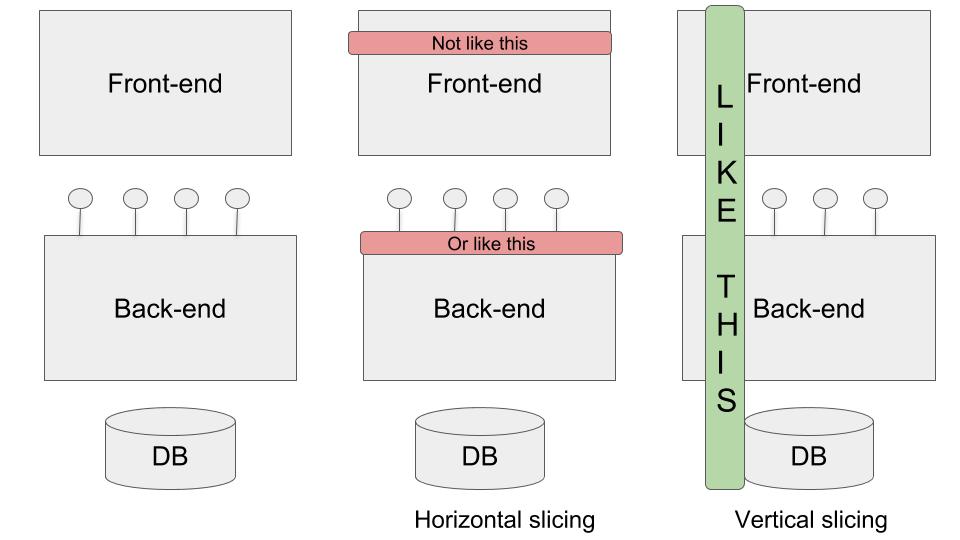 Front-end
Back-end
DB
Not like this
Front-end
Or like this
Back-end
DB
Horizontal slicing
LIKE THIS
Front-end
Back-end
DB
Vertical slicing